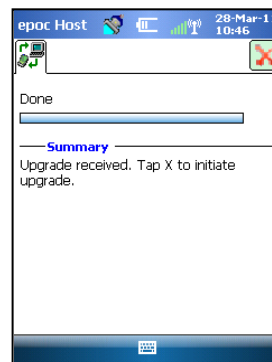 epoc Host
28-Mar-1
10:46
Done
Summary
Upgrade received. Tap X to initiate
upgrade.